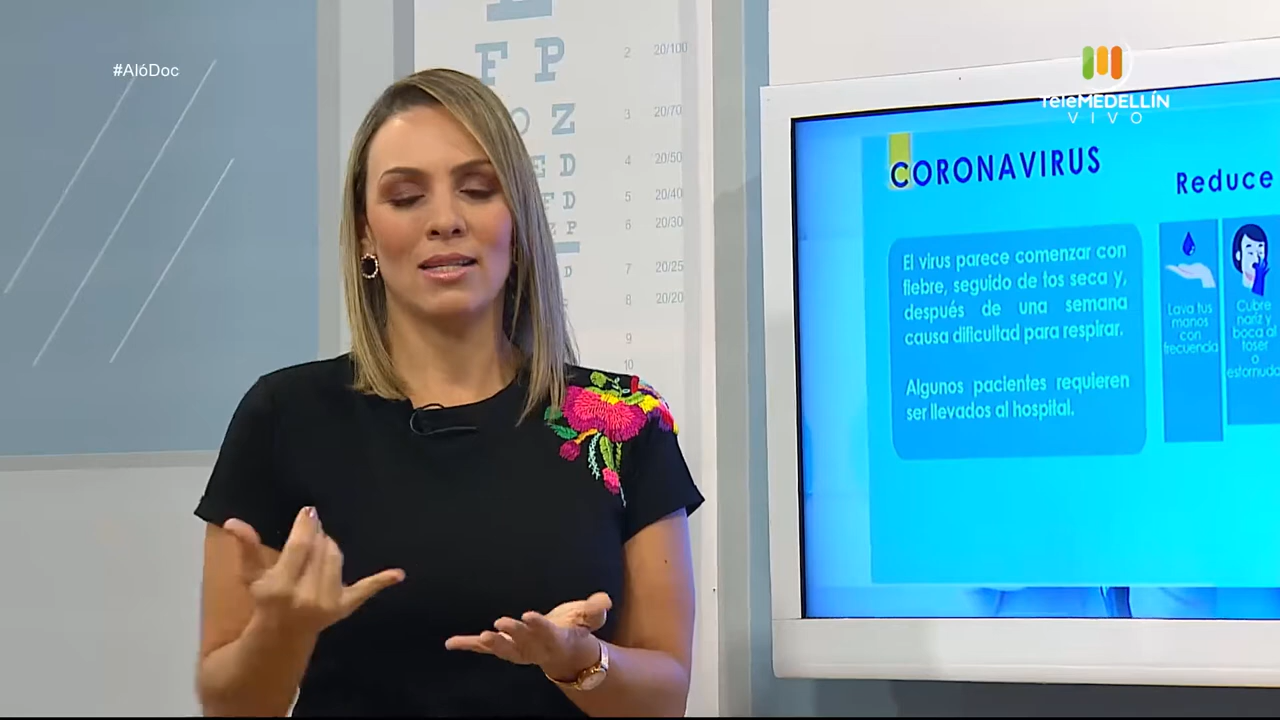 #AlóDoc
TeleMEDELLÍN
VIVO
F P 2 20/100
O Z 3 20/70
E D 4 20/50
F D 5 20/40
Z P 6 20/30
D 7 20/25
8 20/20
9
10
CORONAVIRUS
El virus parece comenzar con
fiebre, seguido de tos seca y,
después de una semana
causa dificultad para respirar.
Algunos pacientes requieren
ser llevados al hospital.
Reduce
Lava tus
manos
con
frecuencia
Cubre
nariz y
boca al
toser
o
estornuda